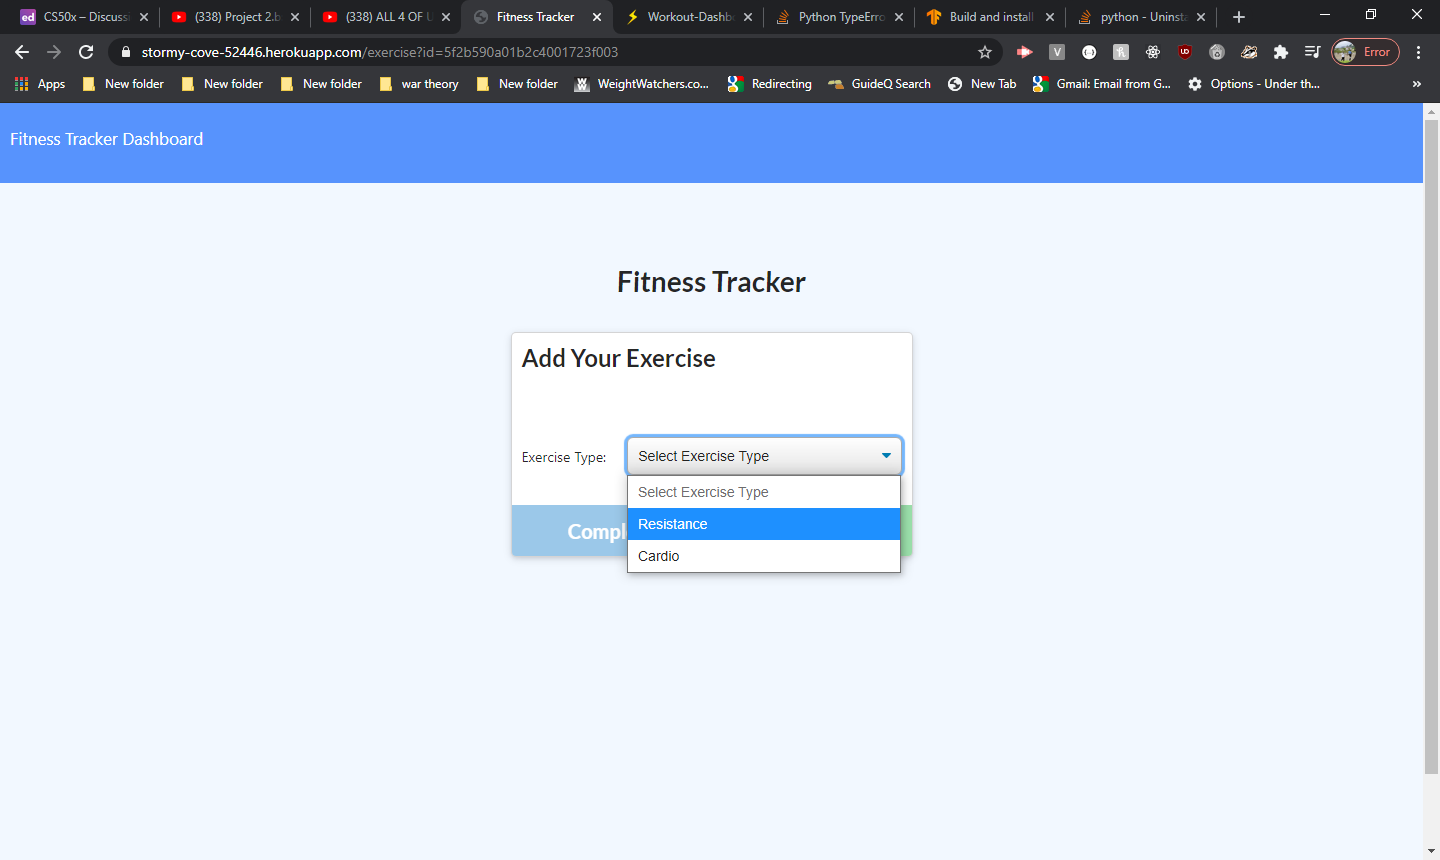 CS50x – Discussi
(338) Project 2.b
(338) ALL 4 OF U
Fitness Tracker
Workout-Dashbo
Python TypeErro
Build and install
python - Uninsta
stormy-cove-52446.herokuapp.com/exercise?id=5f2b590a01b2c4001723f003
Error
Apps
New folder
New folder
New folder
war theory
New folder
WeightWatchers.co...
Redirecting
GuideQ Search
New Tab
Gmail: Email from G...
Options - Under th...
»
Fitness Tracker Dashboard
Fitness Tracker
Add Your Exercise
Exercise Type:
Select Exercise Type
Select Exercise Type
Resistance
Cardio
Compl